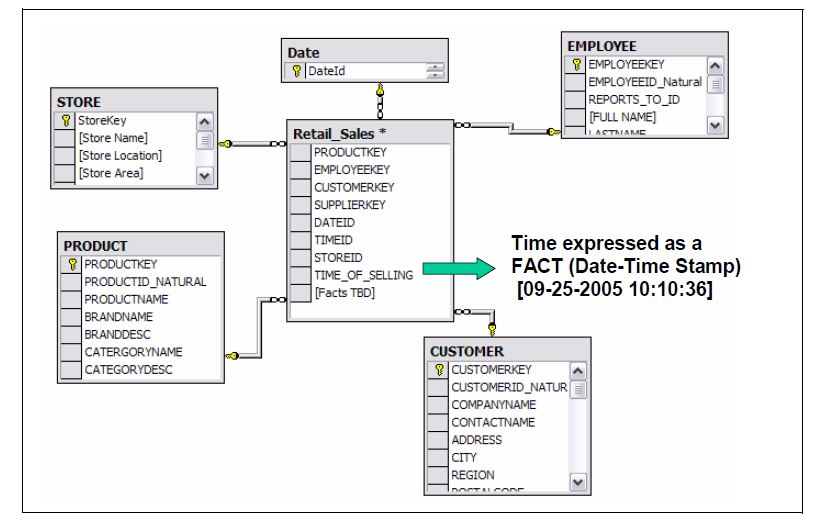 Date
DateId
EMPLOYEE
EMPLOYEEKEY
EMPLOYEEID_Natural
REPORTS_TO_ID
[FULL NAME]
LASTNAME
STORE
StoreKey
[Store Name]
[Store Location]
[Store Area]
Retail_Sales *
PRODUCTKEY
EMPLOYEEKEY
CUSTOMERKEY
SUPPLIERKEY
DATEID
TIMEID
STOREID
TIME_OF_SELLING
[Facts TBD]
Time expressed as a
FACT (Date-Time Stamp)
[09-25-2005 10:10:36]
PRODUCT
PRODUCTKEY
PRODUCTID_NATURAL
PRODUCTNAME
BRANDNAME
BRANDDESC
CATERGORYNAME
CATEGORYDESC
CUSTOMER
CUSTOMERKEY
CUSTOMERID_NATUR
COMPANYNAME
CONTACTNAME
ADDRESS
CITY
REGION
POSTALCODE